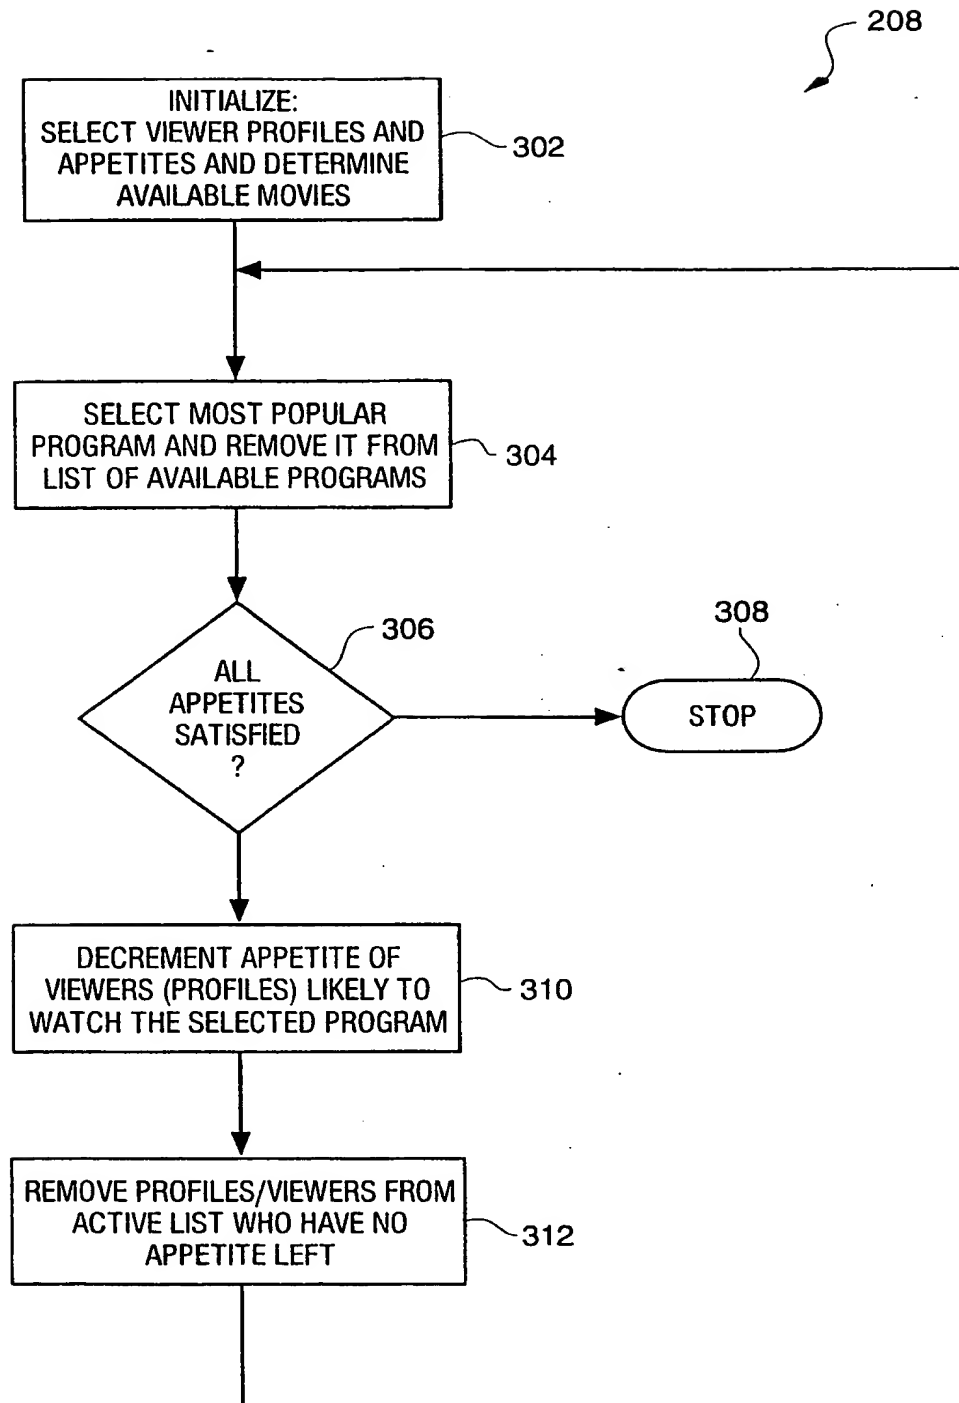 208
INITIALIZE:
SELECT VIEWER PROFILES AND
APPETITES AND DETERMINE
AVAILABLE MOVIES
302
SELECT MOST POPULAR
PROGRAM AND REMOVE IT FROM
LIST OF AVAILABLE PROGRAMS
304
306
ALL
APPETITES
SATISFIED
?
308
STOP
DECREMENT APPETITE OF
VIEWERS (PROFILES) LIKELY TO
WATCH THE SELECTED PROGRAM
310
REMOVE PROFILES/VIEWERS FROM
ACTIVE LIST WHO HAVE NO
APPETITE LEFT
312